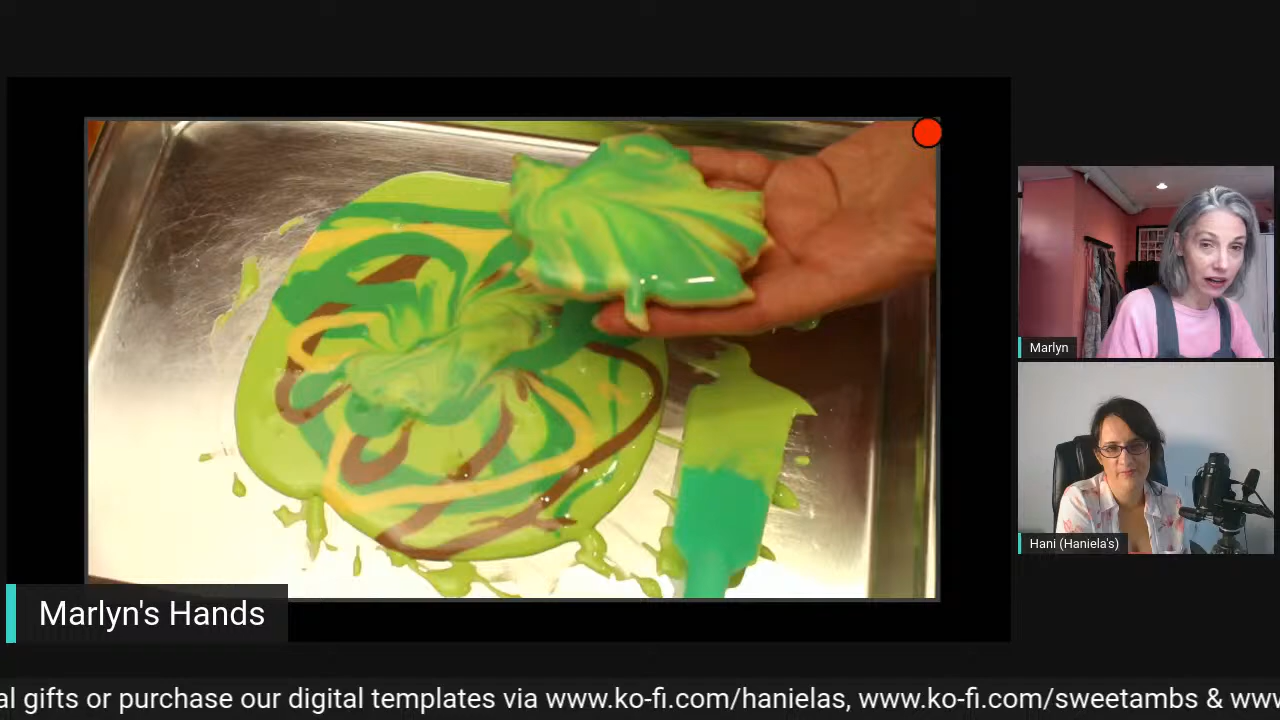 Marlyn
Hani (Haniela's)
Marlyn's Hands
al gifts or purchase our digital templates via www.ko-fi.com/hanielas, www.ko-fi.com/sweetambs & www